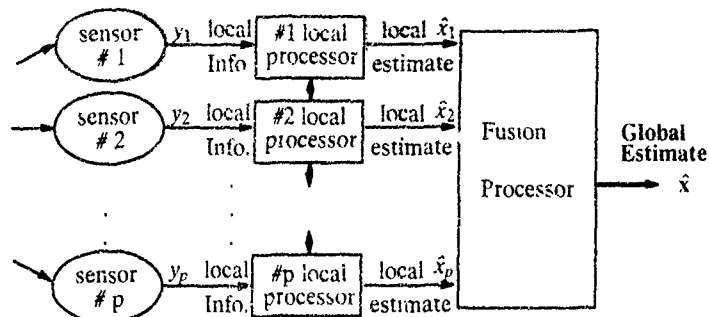 sensor # 1
y₁ local Info.
#1 local processor
local x̂₁ estimate
sensor # 2
y₂ local Info.
#2 local processor
local x̂₂ estimate
Fusion Processor
Global Estimate x̂
sensor # p
yₚ local Info.
#p local processor
local x̂ₚ estimate